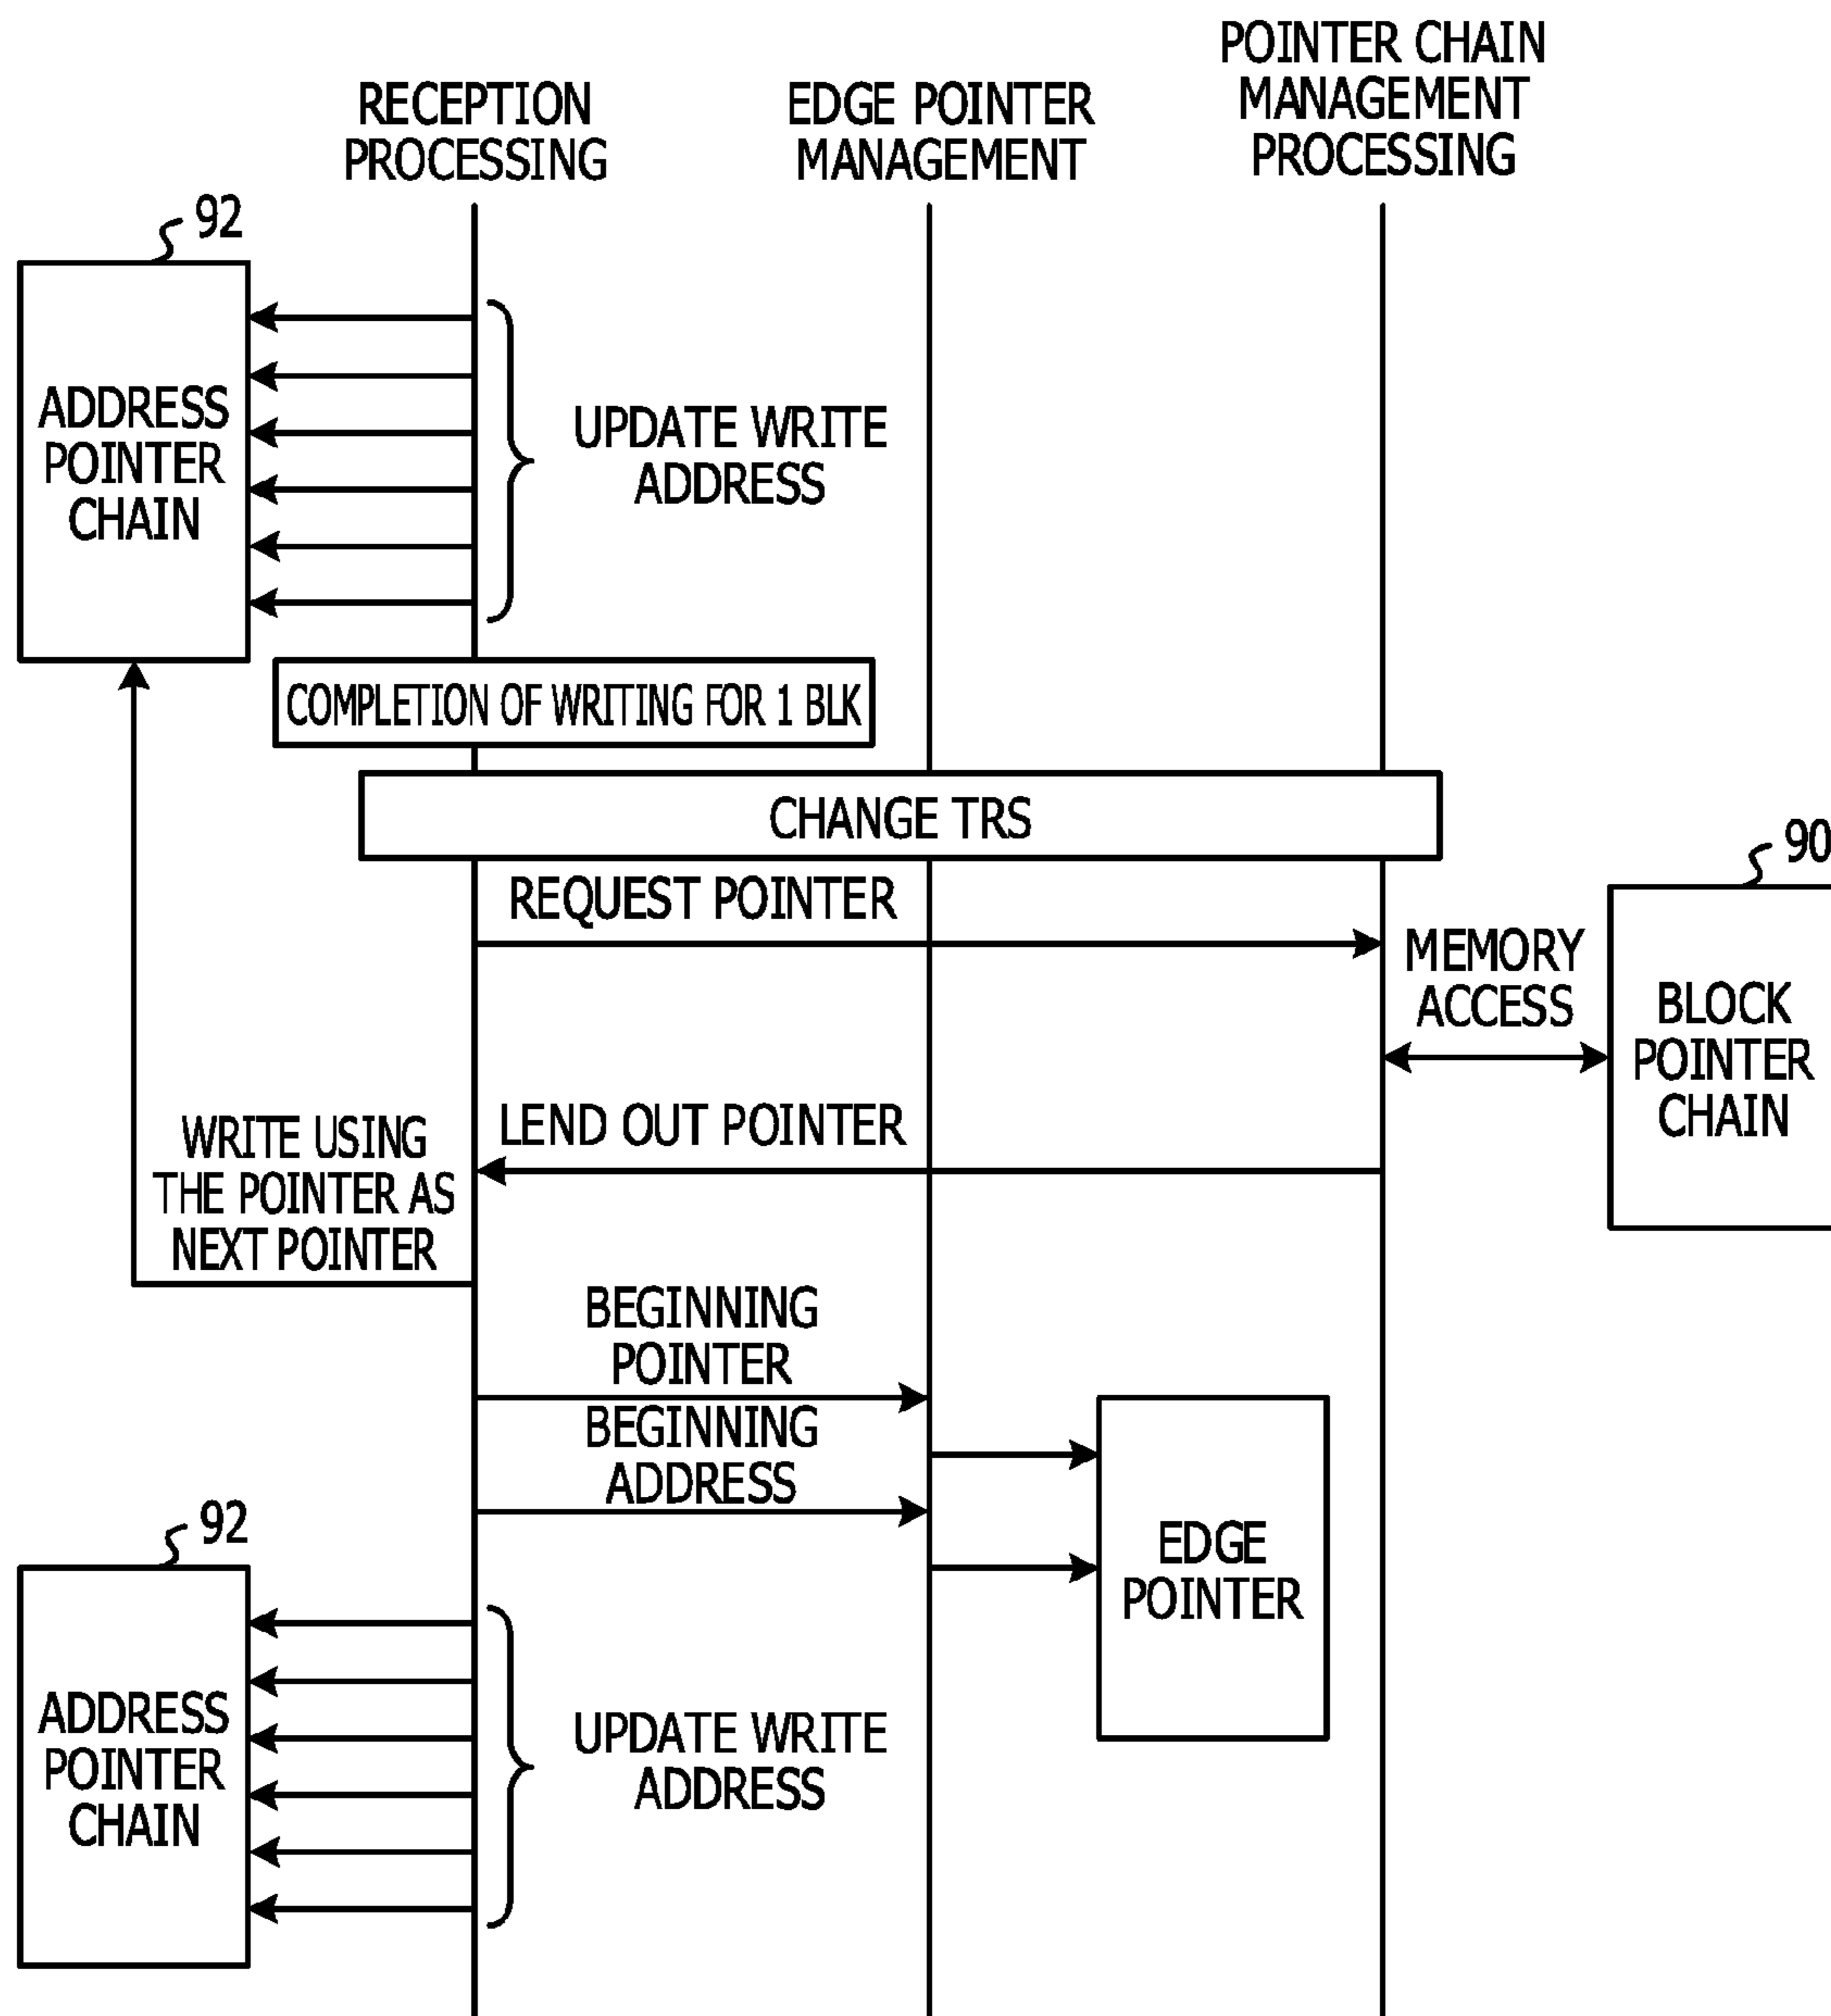 RECEPTION
PROCESSING
EDGE POINTER
MANAGEMENT
POINTER CHAIN
MANAGEMENT
PROCESSING
92
ADDRESS
POINTER
CHAIN
UPDATE WRITE
ADDRESS
COMPLETION OF WRITING FOR 1 BLK
CHANGE TRS
90
REQUEST POINTER
MEMORY
ACCESS
BLOCK
POINTER
CHAIN
LEND OUT POINTER
WRITE USING
THE POINTER AS
NEXT POINTER
BEGINNING
POINTER
BEGINNING
ADDRESS
EDGE
POINTER
92
ADDRESS
POINTER
CHAIN
UPDATE WRITE
ADDRESS